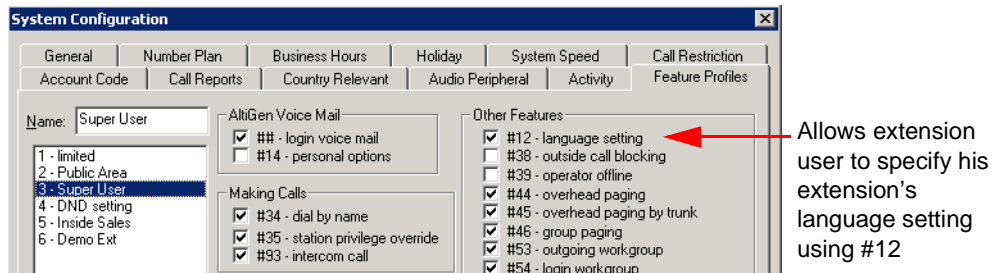 System Configuration
General
Number Plan
Business Hours
Holiday
System Speed
Call Restriction
Account Code
Call Reports
Country Relevant
Audio Peripheral
Activity
Feature Profiles
Name: Super User
1 - limited
2 - Public Area
3 - Super User
4 - DND setting
5 - Inside Sales
6 - Demo Ext
AltiGen Voice Mail
## - login voice mail
#14 - personal options
Making Calls
#34 - dial by name
#35 - station privilege override
#93 - intercom call
Other Features
#12 - language setting
#38 - outside call blocking
#39 - operator offline
#44 - overhead paging
#45 - overhead paging by trunk
#46 - group paging
#53 - outgoing workgroup
#54 - login workgroup
Allows extension
user to specify his
extension's
language setting
using #12